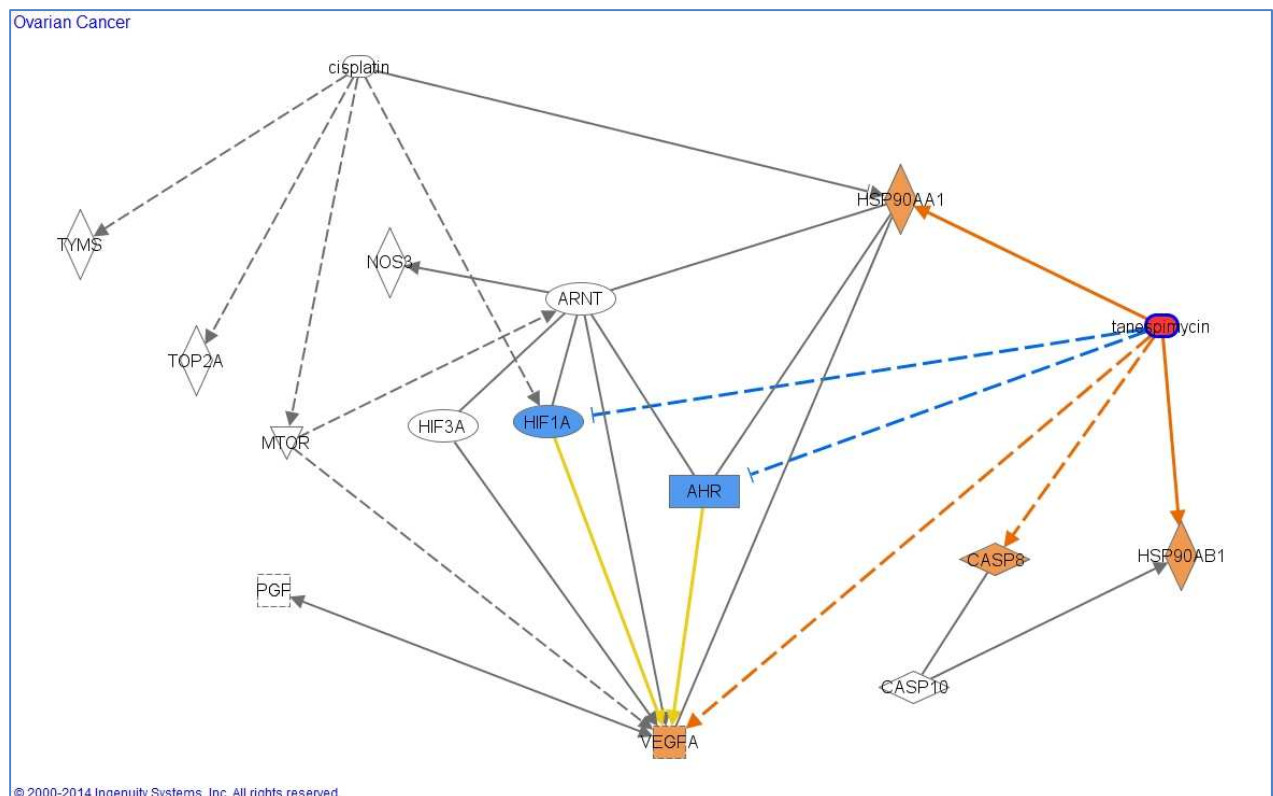 Ovarian Cancer
cisplatin
HSP90AA1
TYMS
NOS3
ARNT
tanespimycin
TOP2A
HIF3A
HIF1A
MTOR
AHR
CASP8
HSP90AB1
PGF
CASP10
VEGFA
© 2000-2014 Ingenuity Systems, Inc. All rights reserved.